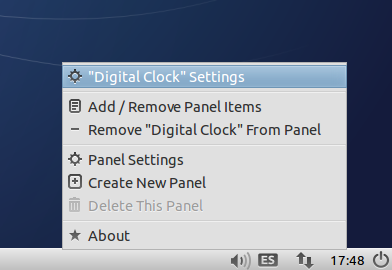 "Digital Clock" Settings
Add / Remove Panel Items
Remove "Digital Clock" From Panel
Panel Settings
Create New Panel
Delete This Panel
About
ES 17:48